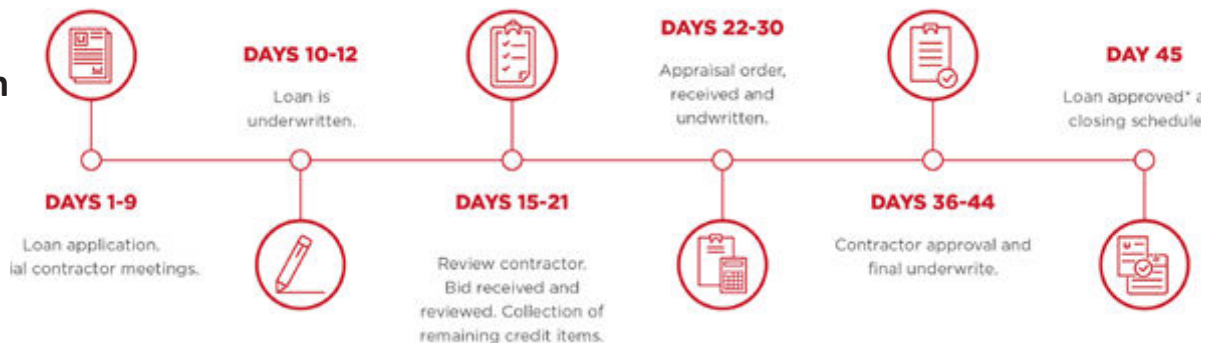 DAYS 1-9
Loan application.
ial contractor meetings.
DAYS 10-12
Loan is
underwritten.
DAYS 15-21
Review contractor.
Bid received and
reviewed. Collection of
remaining credit items.
DAYS 22-30
Appraisal order,
received and
undwritten.
DAYS 36-44
Contractor approval and
final underwrite.
DAY 45
Loan approved* a
closing schedule
n